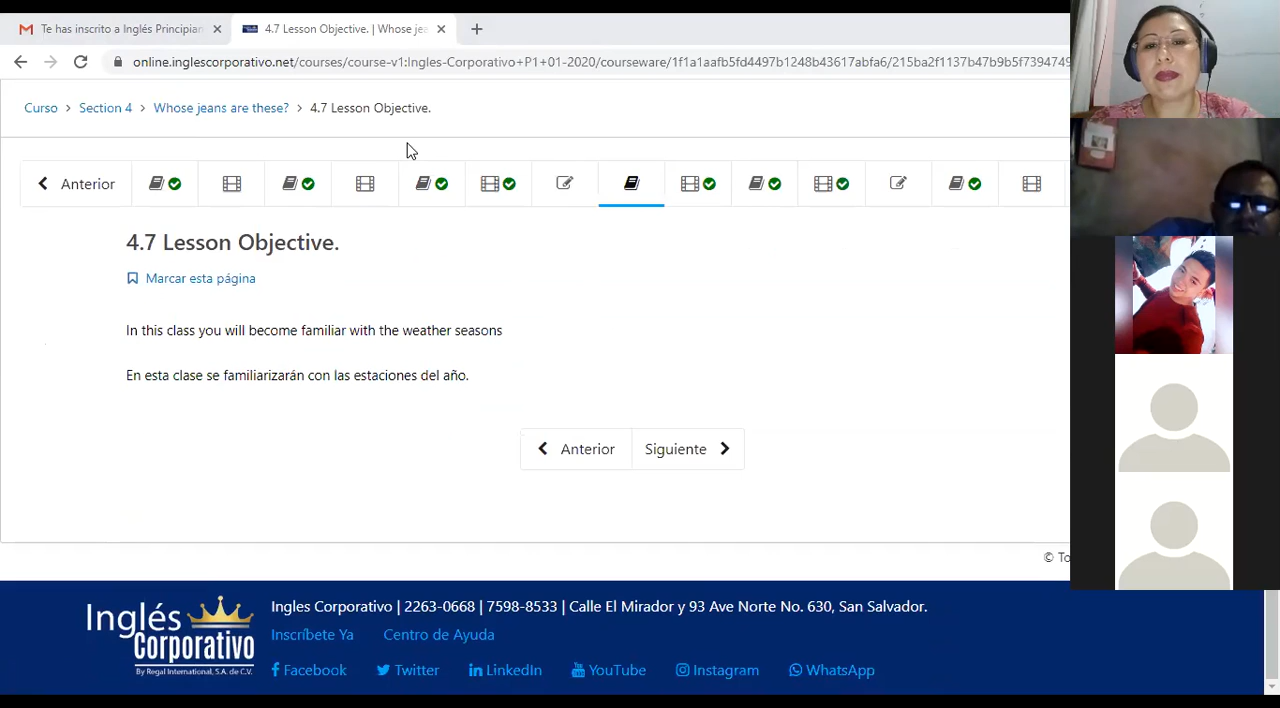 Te has inscrito a Inglés Principian
4.7 Lesson Objective. | Whose jea
online.inglescorporativo.net/courses/course-v1:Ingles-Corporativo+P1+01-2020/courseware/1f1a1aafb5fd4497b1248b43617abfa6/215ba2f1137b47b9b5f7394749
Curso > Section 4 > Whose jeans are these? > 4.7 Lesson Objective.
Anterior
4.7 Lesson Objective.
Marcar esta página
In this class you will become familiar with the weather seasons
En esta clase se familiarizarán con las estaciones del año.
Anterior Siguiente
© To
Inglés Corporativo
By Regal International, S.A. de C.V.
Ingles Corporativo | 2263-0668 | 7598-8533 | Calle El Mirador y 93 Ave Norte No. 630, San Salvador.
Inscríbete Ya Centro de Ayuda
Facebook Twitter LinkedIn YouTube Instagram WhatsApp